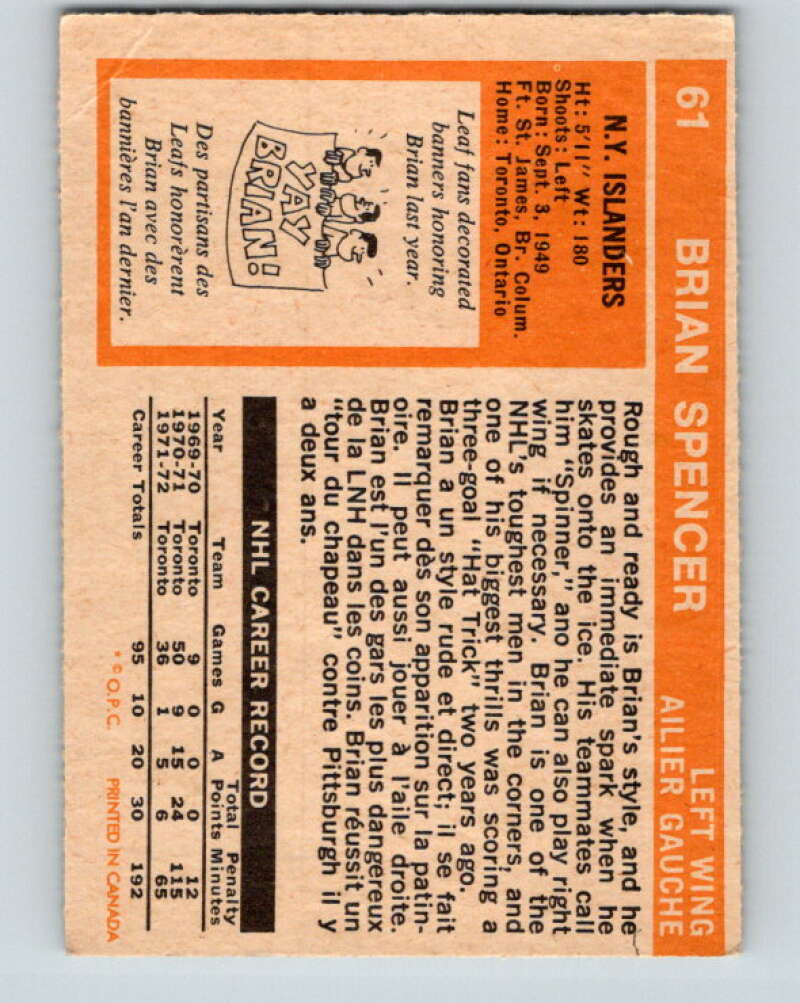 61 BRIAN SPENCER LEFT WING
AILIER GAUCHE
N.Y. ISLANDERS
Ht: 5'11" Wt: 180
Shoots: Left
Born: Sept. 3, 1949
Ft. St. James, Br. Colum.
Home: Toronto, Ontario
Leaf fans decorated
banners honoring
Brian last year.
YAY
BRIAN!
Des partisans des
Leafs honorèrent
Brian avec des
bannières l'an dernier.
Rough and ready is Brian's style, and he
provides an immediate spark when he
skates onto the ice. His teammates call
him "Spinner," ano he can also play right
wing if necessary. Brian is one of the
NHL's toughest men in the corners, and
one of his biggest thrills was scoring a
three-goal "Hat Trick" two years ago.
Brian a un style rude et direct; il se fait
remarquer dès son apparition sur la patin-
oire. Il peut aussi jouer à l'aile droite.
Brian est l'un des gars les plus dangereux
de la LNH dans les coins. Brian réussit un
"tour du chapeau" contre Pittsburgh il y
a deux ans.
NHL CAREER RECORD
Total Penalty
Year Team Games G A Points Minutes
1969-70 Toronto 9 0 0 0 12
1970-71 Toronto 50 9 15 24 115
1971-72 Toronto 36 1 5 6 65
Career Totals 95 10 20 30 192
* © O.P.C. PRINTED IN CANADA